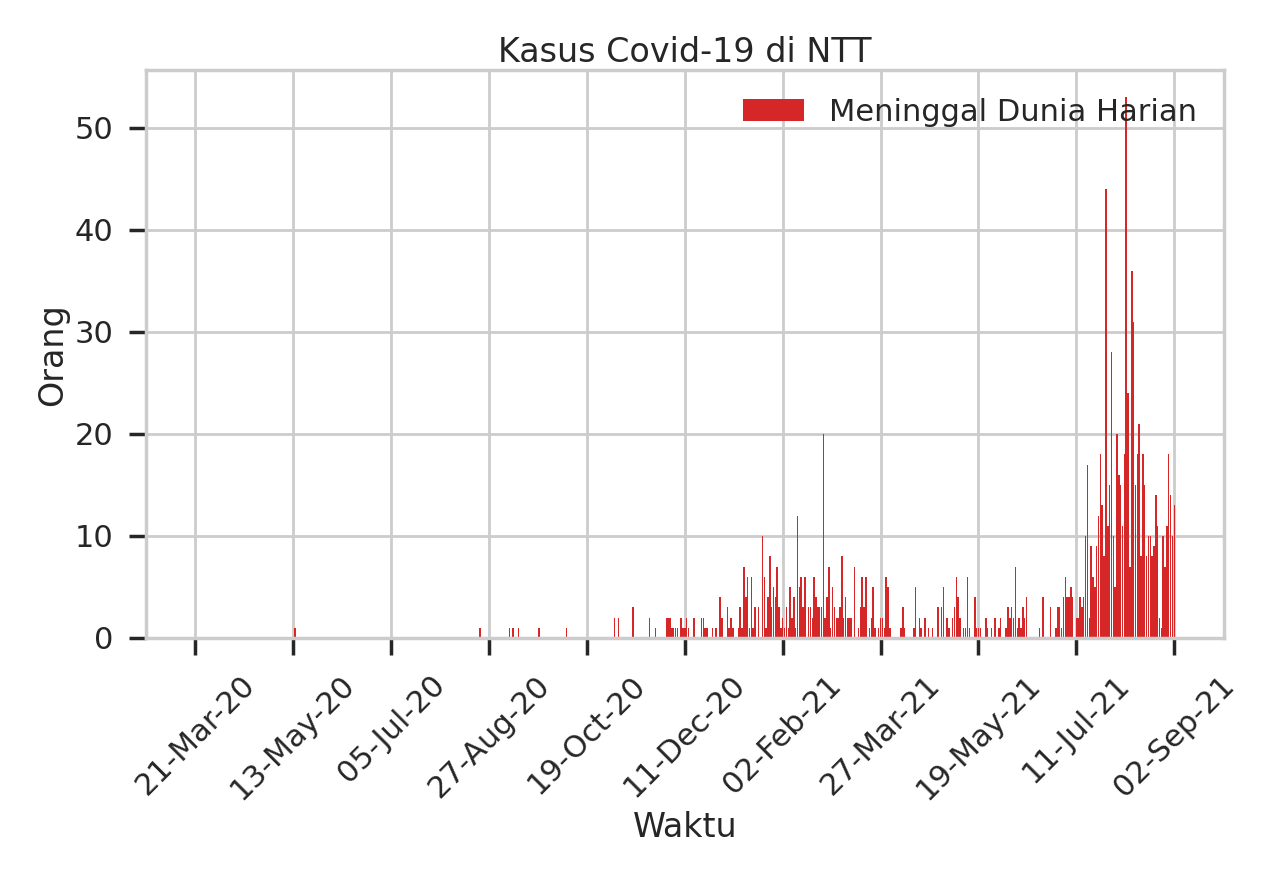 Kasus Covid-19 di NTT
Meninggal Dunia Harian
50
40
30
20
10
0
Orang
21-Mar-20
13-May-20
05-Jul-20
27-Aug-20
19-Oct-20
11-Dec-20
02-Feb-21
27-Mar-21
19-May-21
11-Jul-21
02-Sep-21
Waktu